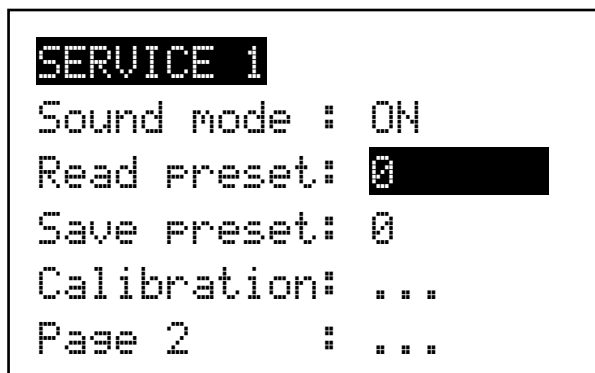 SERVICE 1
Sound mode : ON
Read preset: 0
Save preset: 0
Calibration: ...
Page 2     : ...